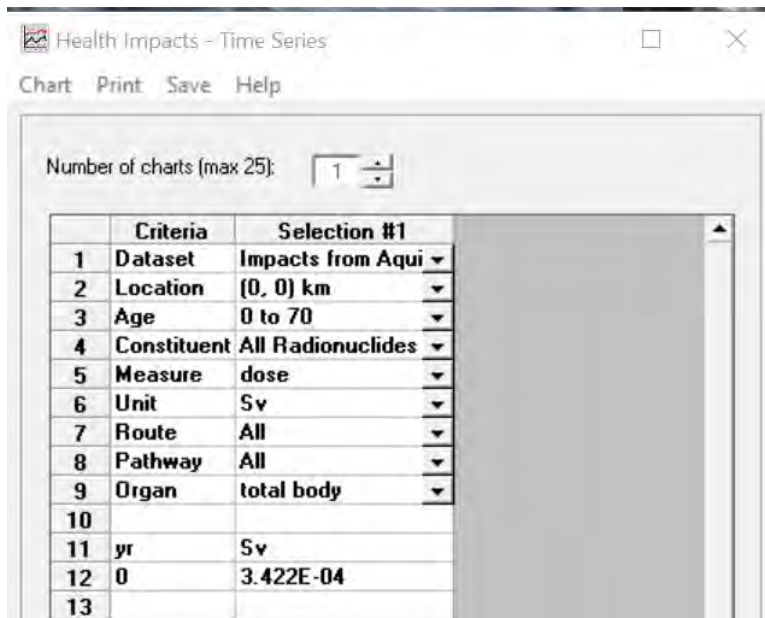 Health Impacts - Time Series
Chart Print Save Help
Number of charts (max 25): 1
Criteria Selection #1
1 Dataset Impacts from Aqui
2 Location (0, 0) km
3 Age 0 to 70
4 Constituent All Radionuclides
5 Measure dose
6 Unit Sv
7 Route All
8 Pathway All
9 Organ total body
10
11 yr Sv
12 0 3.422E-04
13